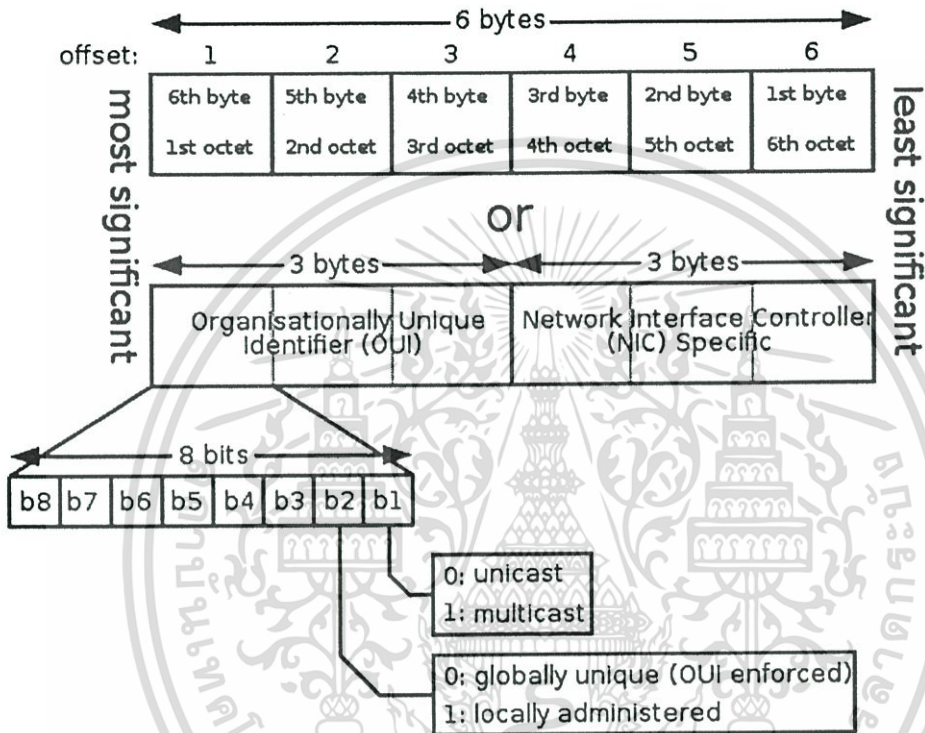 6 bytes
offset: 1 2 3 4 5 6
most significant
6th byte 5th byte 4th byte 3rd byte 2nd byte 1st byte
1st octet 2nd octet 3rd octet 4th octet 5th octet 6th octet
least significant
or
3 bytes 3 bytes
Organisationally Unique Identifier (OUI)
Network Interface Controller (NIC) Specific
8 bits
b8 b7 b6 b5 b4 b3 b2 b1
0: unicast
1: multicast
0: globally unique (OUI enforced)
1: locally administered